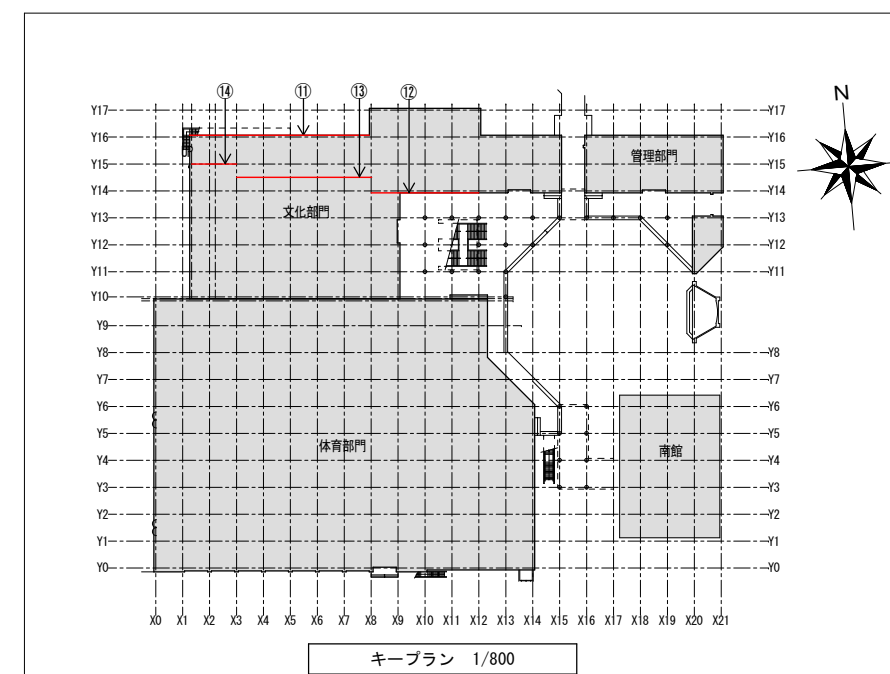 ⑭ ⑪ ⑬ ⑫
N
Y17 Y17
Y16 Y16
管理部門
Y15 Y15
Y14 Y14
文化部門
Y13 Y13
Y12 Y12
Y11 Y11
Y10
Y9
Y8 Y8
Y7 Y7
Y6 Y6
Y5 Y5
体育部門
南館
Y4 Y4
Y3 Y3
Y2 Y2
Y1 Y1
Y0 Y0
X0 X1 X2 X3 X4 X5 X6 X7 X8 X9 X10 X11 X12 X13 X14 X15 X16 X17 X18 X19 X20 X21
キープラン 1/800